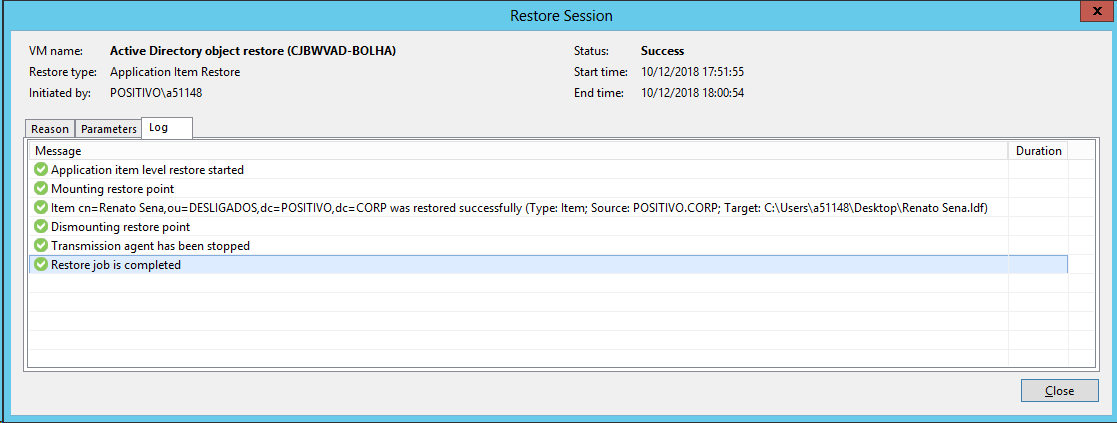 Restore Session
x
VM name: Active Directory object restore (CJBWVAD-BOLHA)
Status: Success
Restore type: Application Item Restore
Start time: 10/12/2018 17:51:55
Initiated by: POSITIVO\a51148
End time: 10/12/2018 18:00:54
Reason Parameters Log
Message Duration
Application item level restore started
Mounting restore point
Item cn=Renato Sena,ou=DESLIGADOS,dc=POSITIVO,dc=CORP was restored successfully (Type: Item; Source: POSITIVO.CORP; Target: C:\Users\a51148\Desktop\Renato Sena.ldf)
Dismounting restore point
Transmission agent has been stopped
Restore job is completed
Close